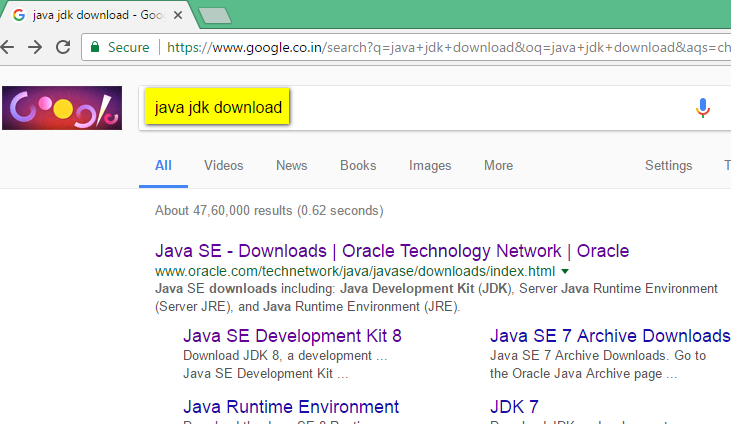 java jdk download - Goo
Secure https://www.google.co.in/search?q=java+jdk+download&oq=java+jdk+download&aqs=ch
java jdk download
All Videos News Books Images More Settings T
About 47,60,000 results (0.62 seconds)
Java SE - Downloads | Oracle Technology Network | Oracle
www.oracle.com/technetwork/java/javase/downloads/index.html
Java SE downloads including: Java Development Kit (JDK), Server Java Runtime Environment
(Server JRE), and Java Runtime Environment (JRE).
Java SE Development Kit 8
Download JDK 8, a development ...
Java SE Development Kit ...
Java SE 7 Archive Downloads
Java SE 7 Archive Downloads. Go to
the Oracle Java Archive page ...
Java Runtime Environment
JDK 7